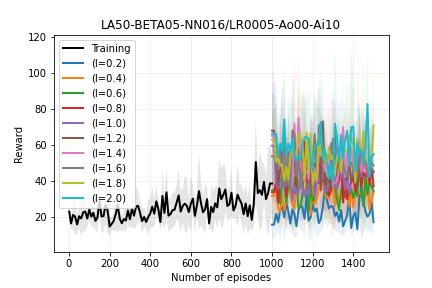 LA50-BETA05-NN016/LR0005-Ao00-Ai10
120
100
80
60
40
20
Reward
Training
(l=0.2)
(l=0.4)
(l=0.6)
(l=0.8)
(l=1.0)
(l=1.2)
(l=1.4)
(l=1.6)
(l=1.8)
(l=2.0)
0 200 400 600 800 1000 1200 1400
Number of episodes